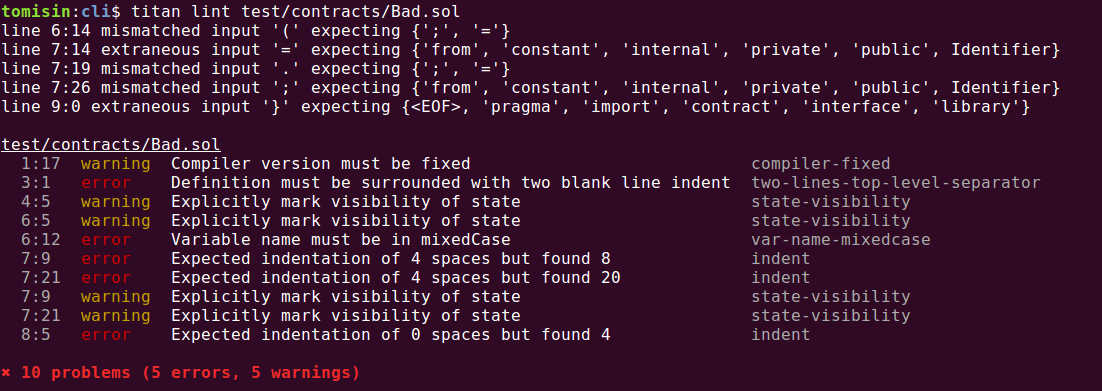 tomisin:cli$ titan lint test/contracts/Bad.sol
line 6:14 mismatched input '(' expecting {';', '='}
line 7:14 extraneous input '=' expecting {'from', 'constant', 'internal', 'private', 'public', Identifier}
line 7:19 mismatched input '.' expecting {';', '='}
line 7:26 mismatched input ';' expecting {'from', 'constant', 'internal', 'private', 'public', Identifier}
line 9:0 extraneous input '}' expecting {<EOF>, 'pragma', 'import', 'contract', 'interface', 'library'}
test/contracts/Bad.sol
1:17 warning Compiler version must be fixed compiler-fixed
3:1 error Definition must be surrounded with two blank line indent two-lines-top-level-separator
4:5 warning Explicitly mark visibility of state state-visibility
6:5 warning Explicitly mark visibility of state state-visibility
6:12 error Variable name must be in mixedCase var-name-mixedcase
7:9 error Expected indentation of 4 spaces but found 8 indent
7:21 error Expected indentation of 4 spaces but found 20 indent
7:9 warning Explicitly mark visibility of state state-visibility
7:21 warning Explicitly mark visibility of state state-visibility
8:5 error Expected indentation of 0 spaces but found 4 indent
✖ 10 problems (5 errors, 5 warnings)